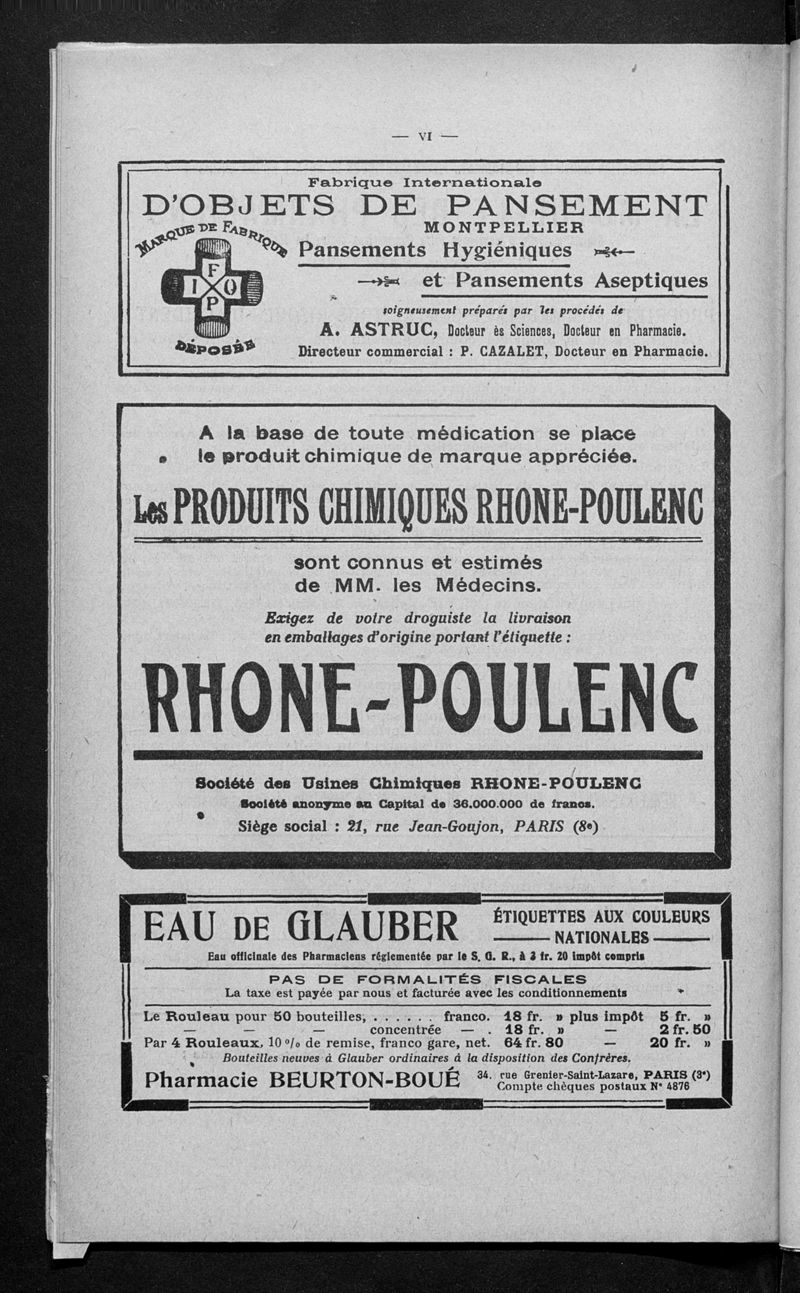 — VI —
Fabrique Internationale
D'OBJETS DE PANSEMENT
MONTPELLIER
MARQUE DE FABRIQUE
F
I O
P
DÉPOSÉE
Pansements Hygiéniques
et Pansements Aseptiques
soigneusement préparés par les procédés de
A. ASTRUC, Docteur ès Sciences, Docteur en Pharmacie.
Directeur commercial : P. CAZALET, Docteur en Pharmacie.
A la base de toute médication se place
le produit chimique de marque appréciée.
Les PRODUITS CHIMIQUES RHONE-POULENC
sont connus et estimés
de MM. les Médecins.
Exigez de votre droguiste la livraison
en emballages d'origine portant l'étiquette :
RHONE-POULENC
Société des Usines Chimiques RHONE-POULENC
Société anonyme au Capital de 36.000.000 de francs.
Siège social : 21, rue Jean-Goujon, PARIS (8e)
EAU DE GLAUBER
ÉTIQUETTES AUX COULEURS
NATIONALES
Eau officinale des Pharmaciens réglementée par le S. G. R., à 3 fr. 20 impôt compris
PAS DE FORMALITÉS FISCALES
La taxe est payée par nous et facturée avec les conditionnements
Le Rouleau pour 50 bouteilles, . . . . . . franco. 18 fr. » plus impôt 5 fr. »
— — — concentrée — . 18 fr. » — 2 fr. 50
Par 4 Rouleaux, 10 % de remise, franco gare, net. 64 fr. 80 — 20 fr. »
Bouteilles neuves à Glauber ordinaires à la disposition des Confrères.
Pharmacie BEURTON-BOUÉ
34, rue Grenier-Saint-Lazare, PARIS (3e)
Compte chèques postaux N° 4876